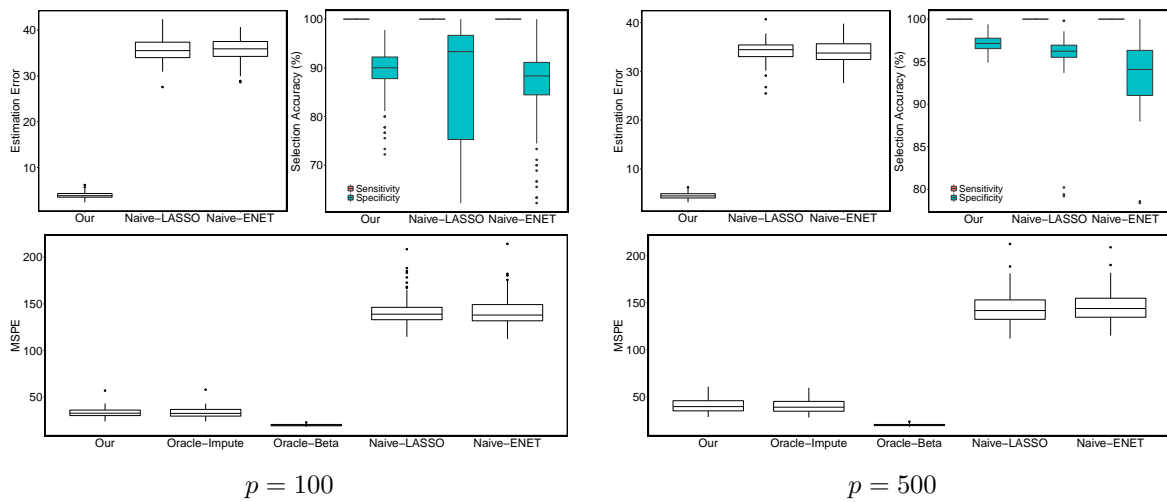 Estimation Error
40
30
20
10
Our Naive−LASSO Naive−ENET
Selection Accuracy (%)
100
90
80
70
Sensitivity
Specificity
Our Naive−LASSO Naive−ENET
MSPE
200
150
100
50
Our Oracle−Impute Oracle−Beta Naive−LASSO Naive−ENET
p = 100
Estimation Error
40
30
20
10
Our Naive−LASSO Naive−ENET
Selection Accuracy (%)
100
95
90
85
80
Sensitivity
Specificity
Our Naive−LASSO Naive−ENET
MSPE
200
150
100
50
Our Oracle−Impute Oracle−Beta Naive−LASSO Naive−ENET
p = 500